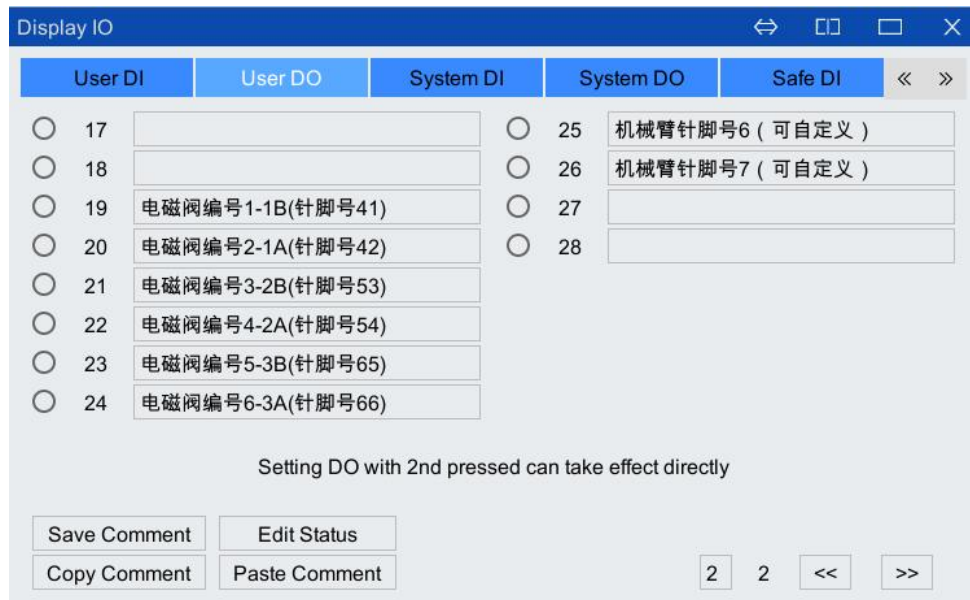 Display IO
User DI
User DO
System DI
System DO
Safe DI
17
18
19 电磁阀编号1-1B(针脚号41)
20 电磁阀编号2-1A(针脚号42)
21 电磁阀编号3-2B(针脚号53)
22 电磁阀编号4-2A(针脚号54)
23 电磁阀编号5-3B(针脚号65)
24 电磁阀编号6-3A(针脚号66)
25 机械臂针脚号6（可自定义）
26 机械臂针脚号7（可自定义）
27
28
Setting DO with 2nd pressed can take effect directly
Save Comment
Edit Status
Copy Comment
Paste Comment
2 2 << >>